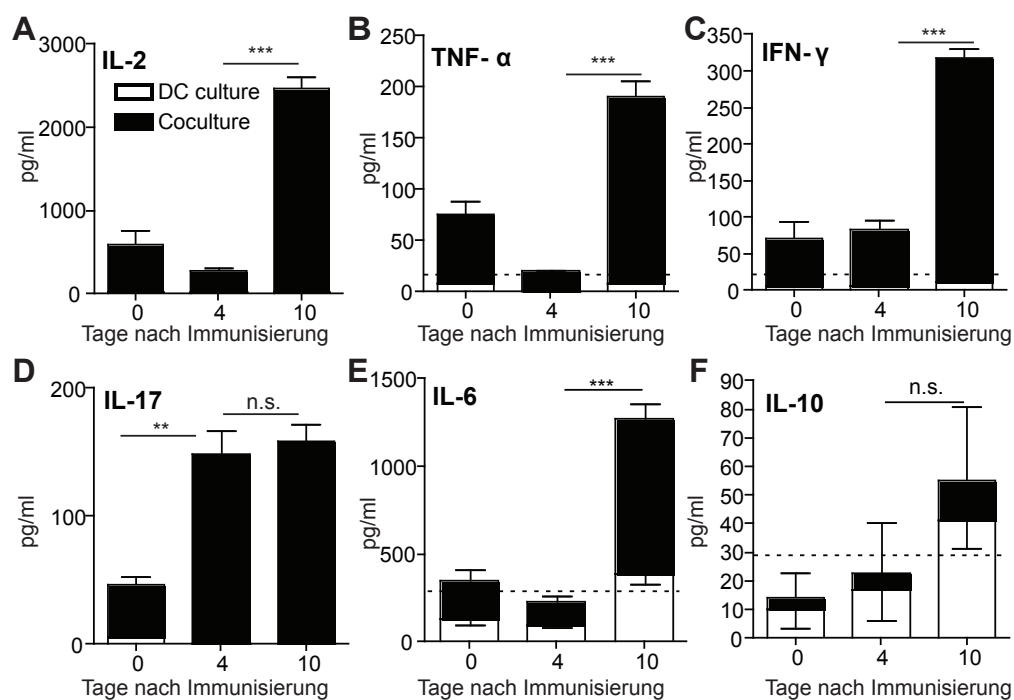 A
IL-2
***
3000
2000
1000
0
pg/ml
DC culture
Coculture
0 4 10
Tage nach Immunisierung
B
TNF- α
***
250
200
150
100
50
0
pg/ml
0 4 10
Tage nach Immunisierung
C
IFN- γ
***
350
300
250
200
150
100
50
0
pg/ml
0 4 10
Tage nach Immunisierung
D
IL-17
**
n.s.
200
100
0
pg/ml
0 4 10
Tage nach Immunisierung
E
IL-6
***
1500
1000
500
0
pg/ml
0 4 10
Tage nach Immunisierung
F
IL-10
n.s.
90
80
70
60
50
40
30
20
10
0
pg/ml
0 4 10
Tage nach Immunisierung